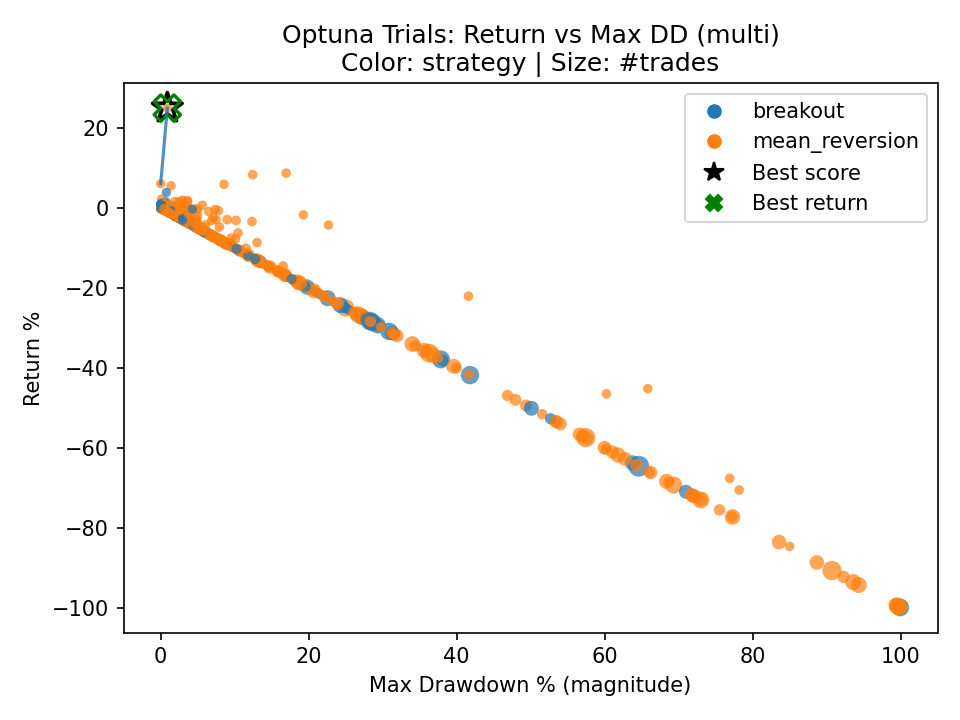 Optuna Trials: Return vs Max DD (multi)
Color: strategy | Size: #trades
breakout
mean_reversion
Best score
Best return
20
0
−20
−40
−60
−80
−100
Return %
0 20 40 60 80 100
Max Drawdown % (magnitude)